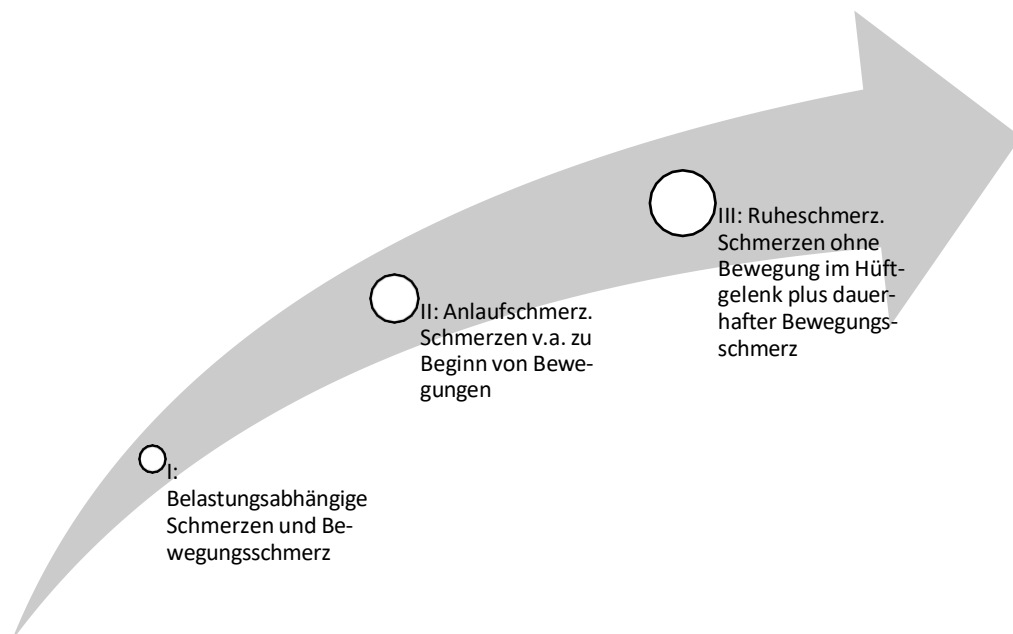 III: Ruheschmerz.
Schmerzen ohne
Bewegung im Hüft-
gelenk plus dauer-
hafter Bewegungs-
schmerz
II: Anlaufschmerz.
Schmerzen v.a. zu
Beginn von Bewe-
gungen
I:
Belastungsabhängige
Schmerzen und Be-
wegungsschmerz